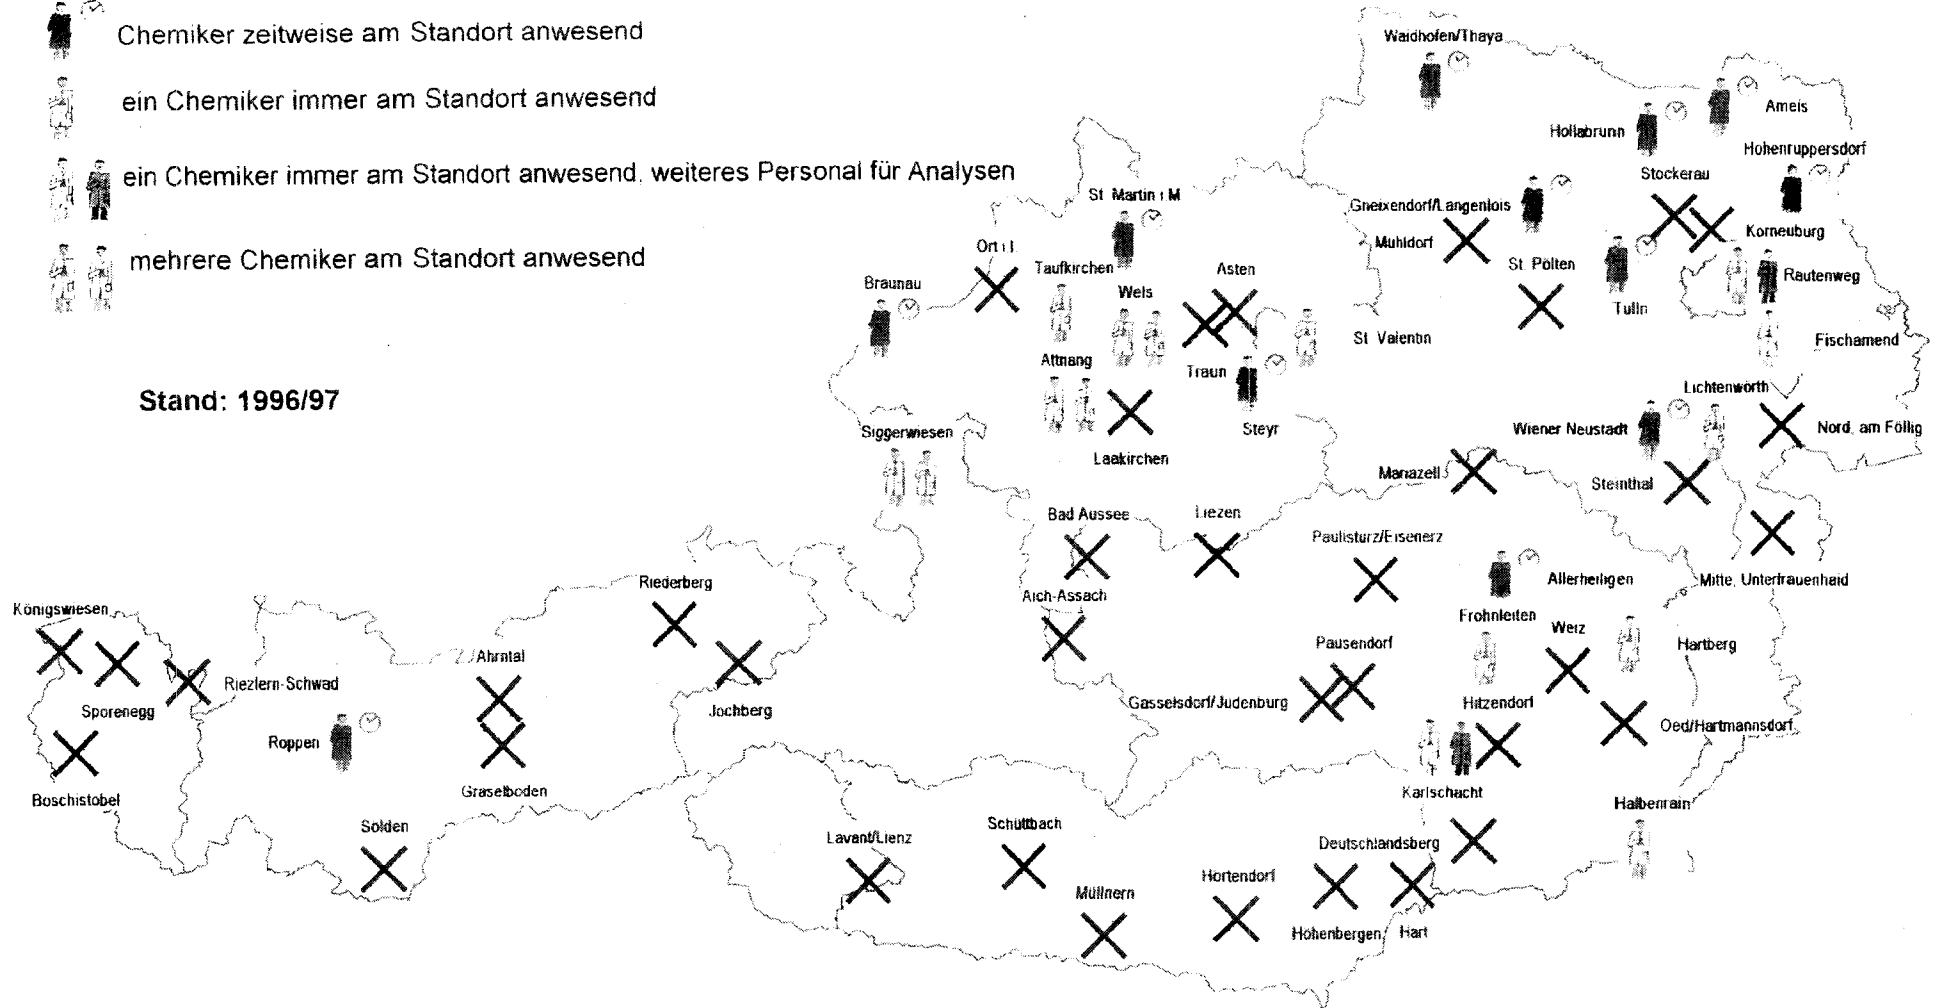 Chemiker zeitweise am Standort anwesend
ein Chemiker immer am Standort anwesend
ein Chemiker immer am Standort anwesend, weiteres Personal für Analysen
mehrere Chemiker am Standort anwesend
Stand: 1996/97
Waidhofen/Thaya
Ameis
Hollabrunn
Hohenruppersdorf
Stockerau
St. Martin i M
Gneixendorf/Langenlois
Korneuburg
Muhldorf
Ort i I
Taufkirchen
Asten
St. Pölten
Rautenweg
Braunau
Wels
Tulln
St. Valentin
Fischamend
Attnang
Traun
Lichtenwörth
Siggerwiesen
Steyr
Wiener Neustadt
Nord, am Föllig
Laakirchen
Mariazell
Steinthal
Bad Aussee
Liezen
Paulisturz/Eisenerz
Riederberg
Allerheiligen
Mitte, Unterfrauenhaid
Aich-Assach
Königswiesen
Frohnleiten
Weiz
Pausendorf
Hartberg
Ahrntal
Riezlern-Schwad
Sporenegg
Jochberg
Gasselsdorf/Judenburg
Hitzendorf
Oed/Hartmannsdorf
Roppen
Boschistobel
Graselboden
Karlschacht
Halbenrain
Solden
Lavant/Lienz
Schüttbach
Deutschlandsberg
Müllnern
Hörtendorf
Höhenbergen
Hart